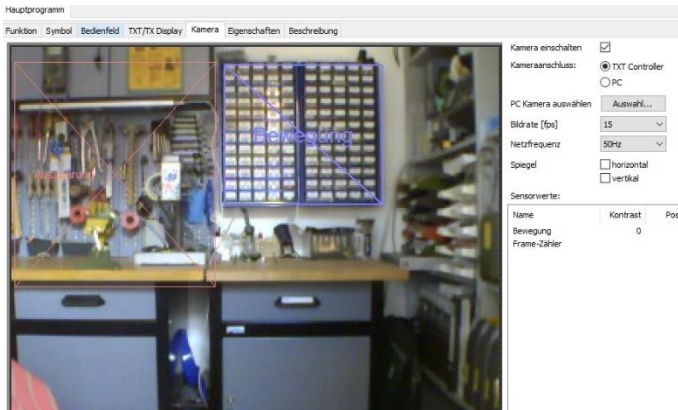 Hauptprogramm
Funktion Symbol Bedienfeld TXT/TX Display Kamera Eigenschaften Beschreibung
Kamera einschalten
Kameraanschluss: TXT Controller
PC
PC Kamera auswählen Auswahl...
Bildrate [fps] 15
Netzfrequenz 50Hz
Spiegel horizontal
vertikal
Sensorwerte:
Name Kontrast Pos
Bewegung 0
Frame-Zähler
Bewegung